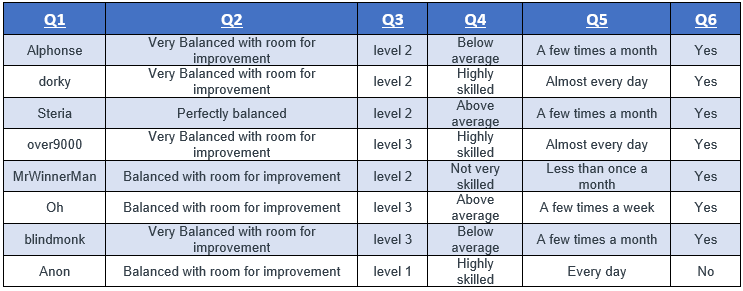 Q1 Q2 Q3 Q4 Q5 Q6
Alphonse Very Balanced with room for improvement level 2 Below average A few times a month Yes
dorky Very Balanced with room for improvement level 2 Highly skilled Almost every day Yes
Steria Perfectly balanced level 2 Above average A few times a month Yes
over9000 Very Balanced with room for improvement level 3 Highly skilled Almost every day Yes
MrWinnerMan Balanced with room for improvement level 2 Not very skilled Less than once a month Yes
Oh Balanced with room for improvement level 3 Above average A few times a week Yes
blindmonk Very Balanced with room for improvement level 3 Below average A few times a month Yes
Anon Balanced with room for improvement level 1 Highly skilled Every day No